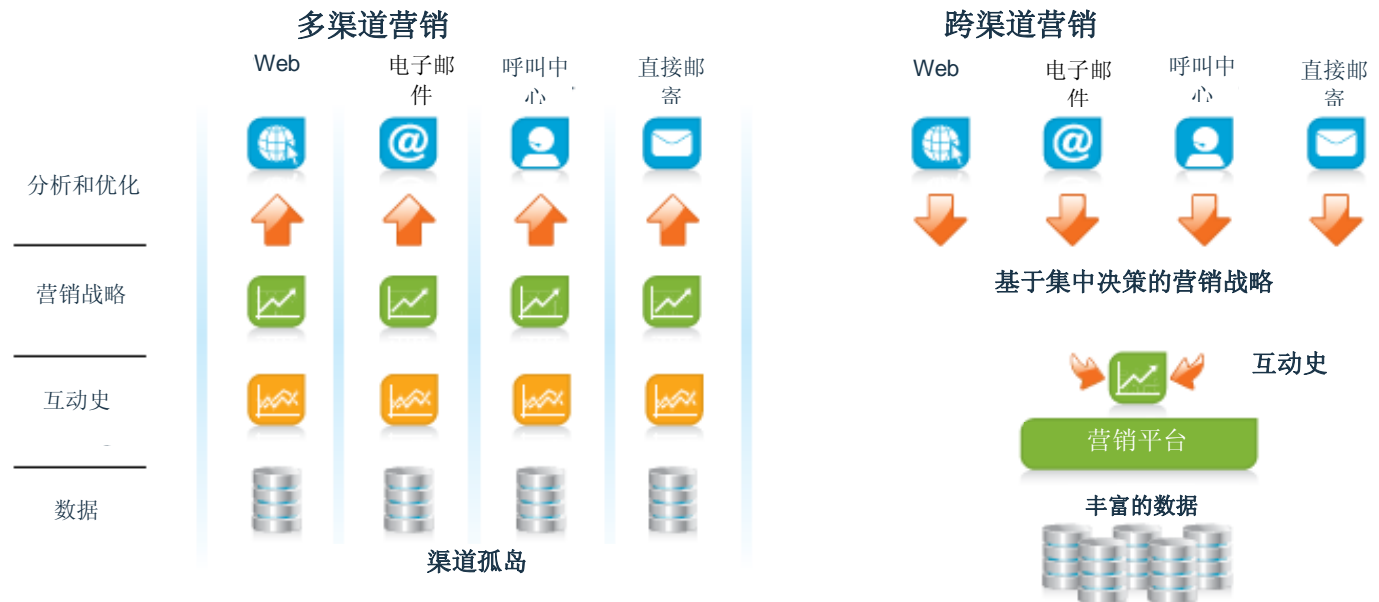 多渠道营销
跨渠道营销
Web
电子邮
件
呼叫中
心
直接邮
寄
Web
电子邮
件
呼叫中
心
直接邮
寄
分析和优化
营销战略
互动史
数据
渠道孤岛
基于集中决策的营销战略
互动史
营销平台
丰富的数据